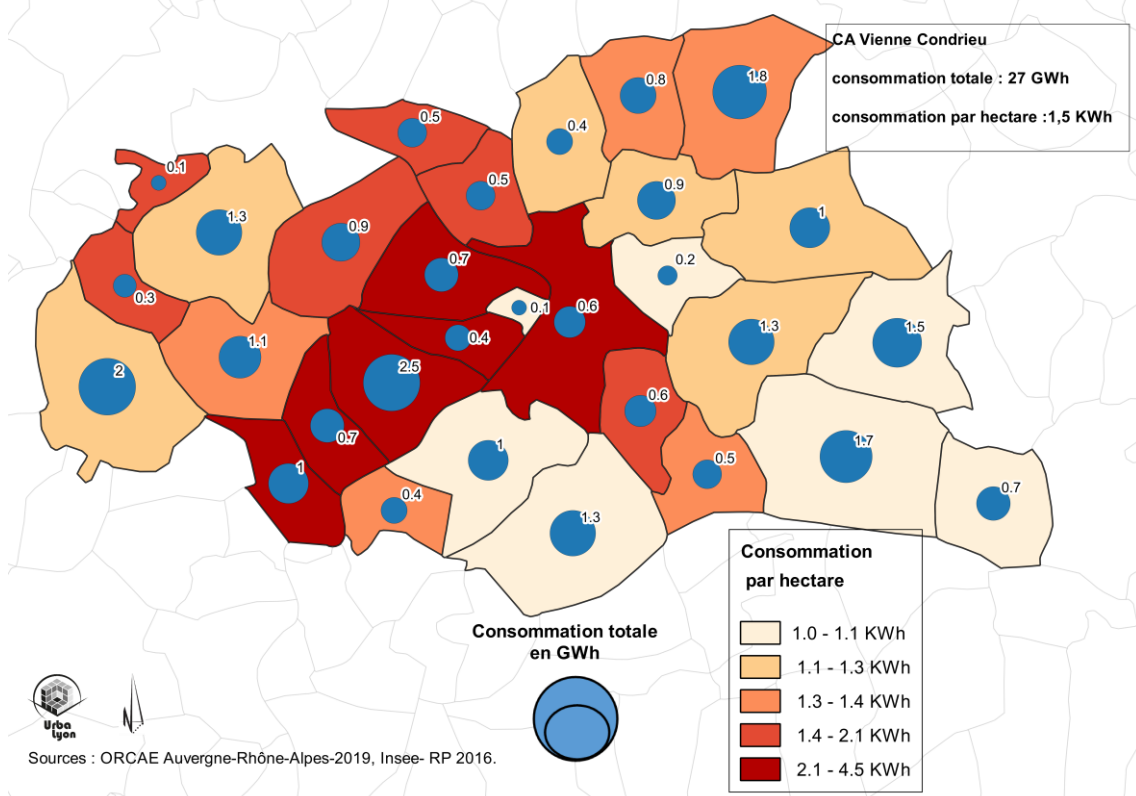 CA Vienne Condrieu
consommation totale : 27 GWh
consommation par hectare :1,5 KWh
0.8
1.8
0.5
0.4
0.1
0.5
0.9
1.3
0.9
1
0.7
0.2
0.3
0.1
0.6
1.1
0.4
1.3
1.5
2
2.5
0.6
0.7
1
1
1.7
0.5
0.4
1.3
0.7
Consommation
par hectare
1.0 - 1.1 KWh
1.1 - 1.3 KWh
1.3 - 1.4 KWh
1.4 - 2.1 KWh
2.1 - 4.5 KWh
Consommation totale
en GWh
Urba
Lyon
N
Sources : ORCAE Auvergne-Rhône-Alpes-2019, Insee- RP 2016.